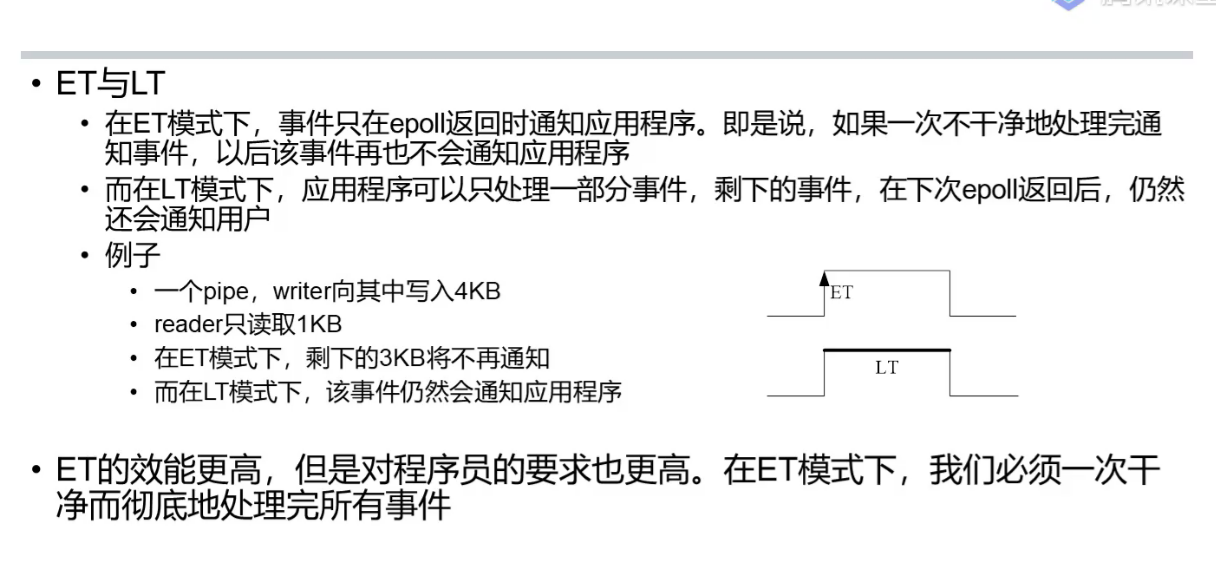 ET与LT
在ET模式下，事件只在epoll返回时通知应用程序。即是说，如果一次不干净地处理完通
知事件，以后该事件再也不会通知应用程序
而在LT模式下，应用程序可以只处理一部分事件，剩下的事件，在下次epoll返回后，仍然
还会通知用户
例子
一个pipe，writer向其中写入4KB
reader只读取1KB
在ET模式下，剩下的3KB将不再通知
而在LT模式下，该事件仍然会通知应用程序
ET
LT
ET的效能更高，但是对程序员的要求也更高。在ET模式下，我们必须一次干
净而彻底地处理完所有事件